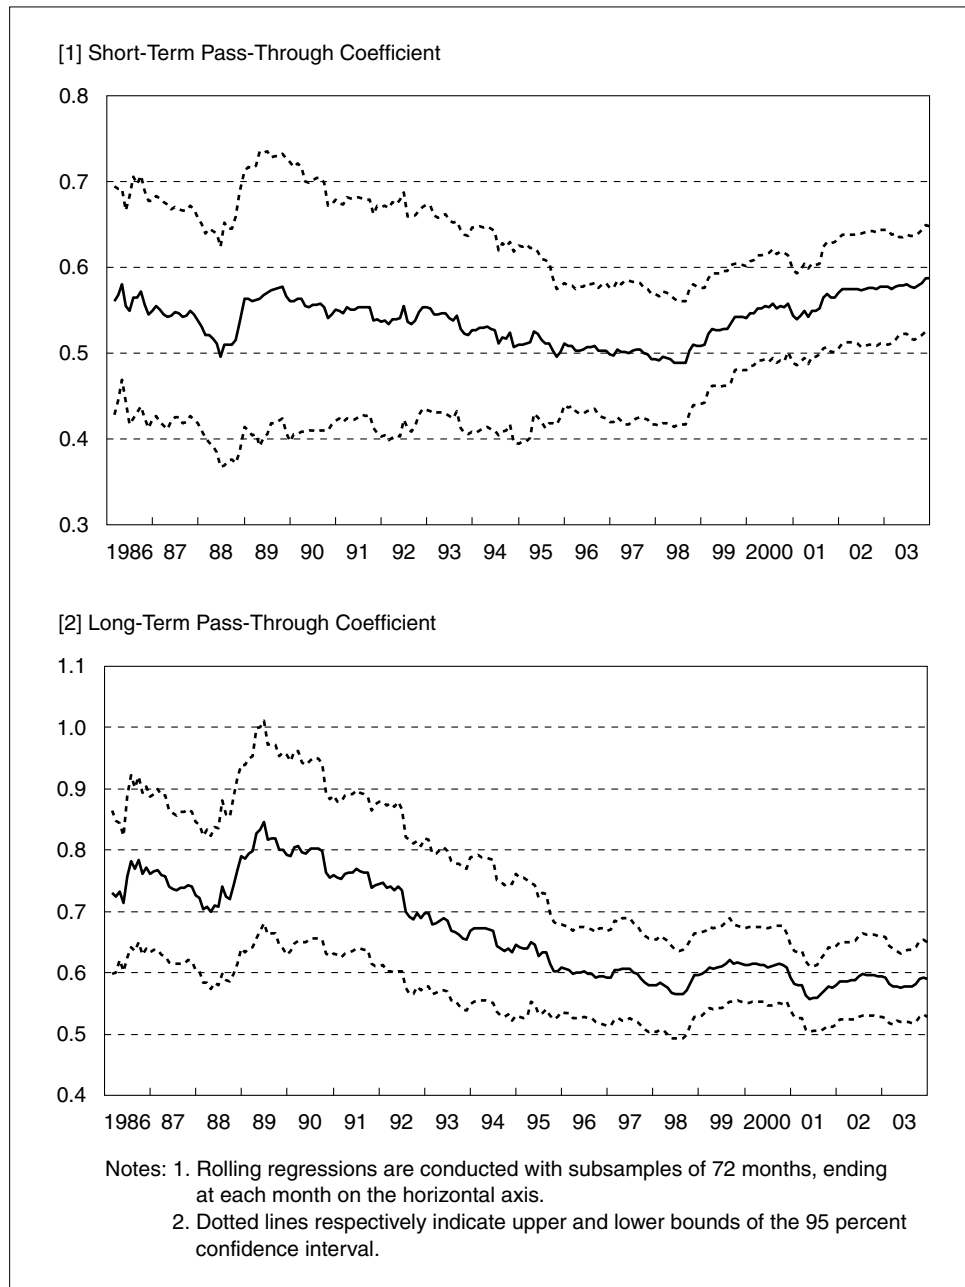 [1] Short-Term Pass-Through Coefficient
0.8
0.7
0.6
0.5
0.4
0.3
1986 87 88 89 90 91 92 93 94 95 96 97 98 99 2000 01 02 03
[2] Long-Term Pass-Through Coefficient
1.1
1.0
0.9
0.8
0.7
0.6
0.5
0.4
1986 87 88 89 90 91 92 93 94 95 96 97 98 99 2000 01 02 03
Notes: 1. Rolling regressions are conducted with subsamples of 72 months, ending
at each month on the horizontal axis.
2. Dotted lines respectively indicate upper and lower bounds of the 95 percent
confidence interval.